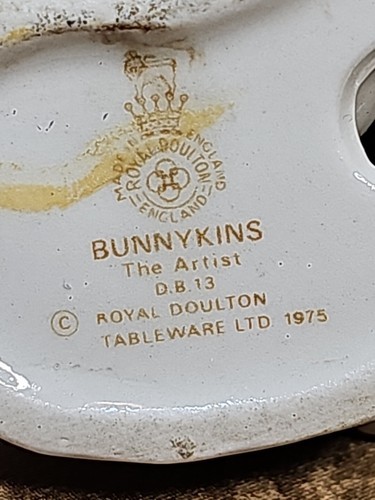 MADE IN ENGLAND
ROYAL DOULTON
ENGLAND
BUNNYKINS
The Artist
D.B.13
© ROYAL DOULTON
TABLEWARE LTD 1975